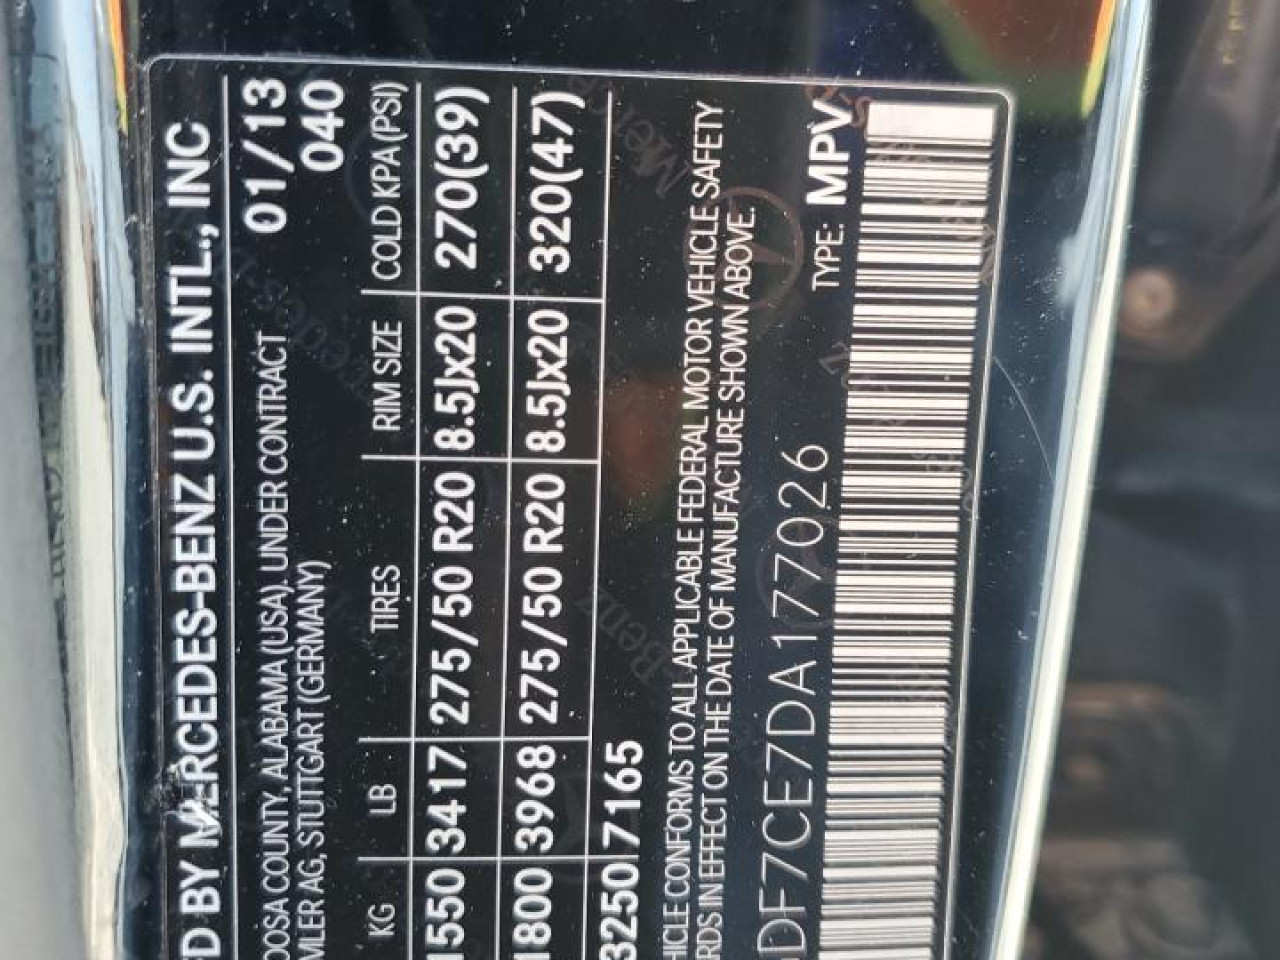 D BY MERCEDES-BENZ U.S. INTL., INC
01/13
OOSA COUNTY, ALABAMA (USA). UNDER CONTRACT
040
MLER AG, STUTTGART (GERMANY)
KG LB TIRES RIM SIZE COLD KPA(PSI)
1550 3417 275/50 R20 8.5Jx20 270(39)
1800 3968 275/50 R20 8.5Jx20 320(47)
3250 7165
HICLE CONFORMS TO ALL APPLICABLE FEDERAL MOTOR VEHICLE SAFETY
RDS IN EFFECT ON THE DATE OF MANUFACTURE SHOWN ABOVE.
DF7CE7DA177026 TYPE: MPV